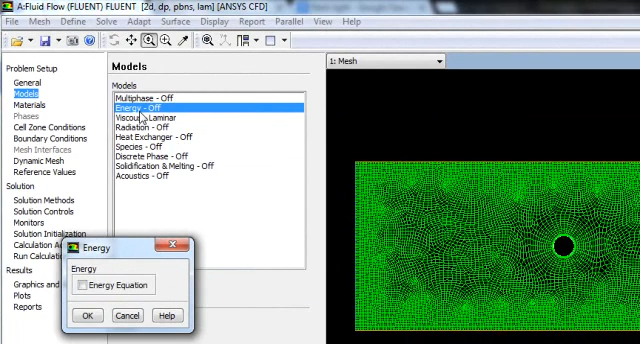 A:Fluid Flow (FLUENT) FLUENT [2d, dp, pbns, lam] [ANSYS CFD]
File Mesh Define Solve Adapt Surface Display Report Parallel View Help
Problem Setup
General
Models
Materials
Phases
Cell Zone Conditions
Boundary Conditions
Mesh Interfaces
Dynamic Mesh
Reference Values
Solution
Solution Methods
Solution Controls
Monitors
Solution Initialization
Run Calcula
Results
Graphics and
Plots
Reports
Models
Models
Multiphase - Off
Energy - Off
Viscous Laminar
Radiation - Off
Heat Exchanger - Off
Species - Off
Discrete Phase - Off
Solidification & Melting - Off
Acoustics - Off
Energy
Energy
Energy Equation
OK Cancel Help
1: Mesh